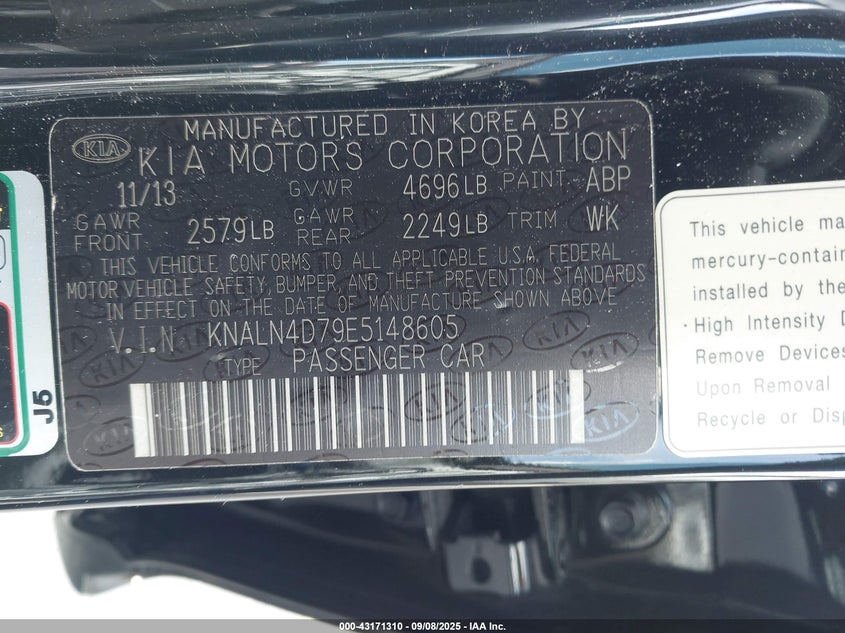 MANUFACTURED IN KOREA BY
KIA KIA MOTORS CORPORATION
11/13 GVWR 4696LB PAINT ABP
GAWR FRONT 2579LB GAWR REAR 2249LB TRIM WK
THIS VEHICLE CONFORMS TO ALL APPLICABLE U.S.A. FEDERAL
MOTOR VEHICLE SAFETY, BUMPER, AND THEFT PREVENTION STANDARDS
IN EFFECT ON THE DATE OF MANUFACTURE SHOWN ABOVE
V.I.N KNALN4D79E5148605
TYPE PASSENGER CAR
J5
This vehicle ma
mercury-contain
installed by the
·High Intensity D
Remove Devices
Upon Removal
Recycle or Disp
000-43171310 - 09/08/2025 - IAA Inc.